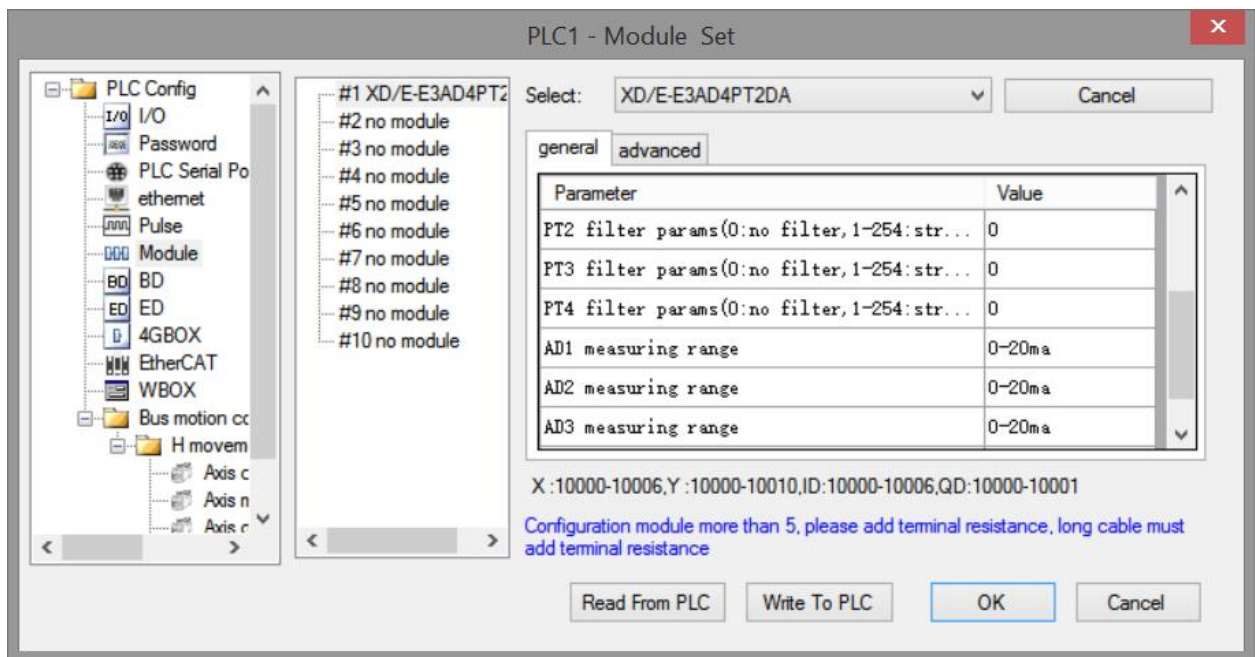 PLC1 - Module Set
PLC Config
I/O I/O
Password
PLC Serial Po
ethernet
Pulse
Module
BD BD
ED ED
4GBOX
EtherCAT
WBOX
Bus motion co
H movem
Axis c
Axis n
Axis c
#1 XD/E-E3AD4PT2
#2 no module
#3 no module
#4 no module
#5 no module
#6 no module
#7 no module
#8 no module
#9 no module
#10 no module
Select: XD/E-E3AD4PT2DA Cancel
general advanced
Parameter Value
PT2 filter params(0:no filter,1-254:str... 0
PT3 filter params(0:no filter,1-254:str... 0
PT4 filter params(0:no filter,1-254:str... 0
AD1 measuring range 0-20ma
AD2 measuring range 0-20ma
AD3 measuring range 0-20ma
X :10000-10006,Y :10000-10010,ID:10000-10006,QD:10000-10001
Configuration module more than 5, please add terminal resistance, long cable must
add terminal resistance
Read From PLC Write To PLC OK Cancel